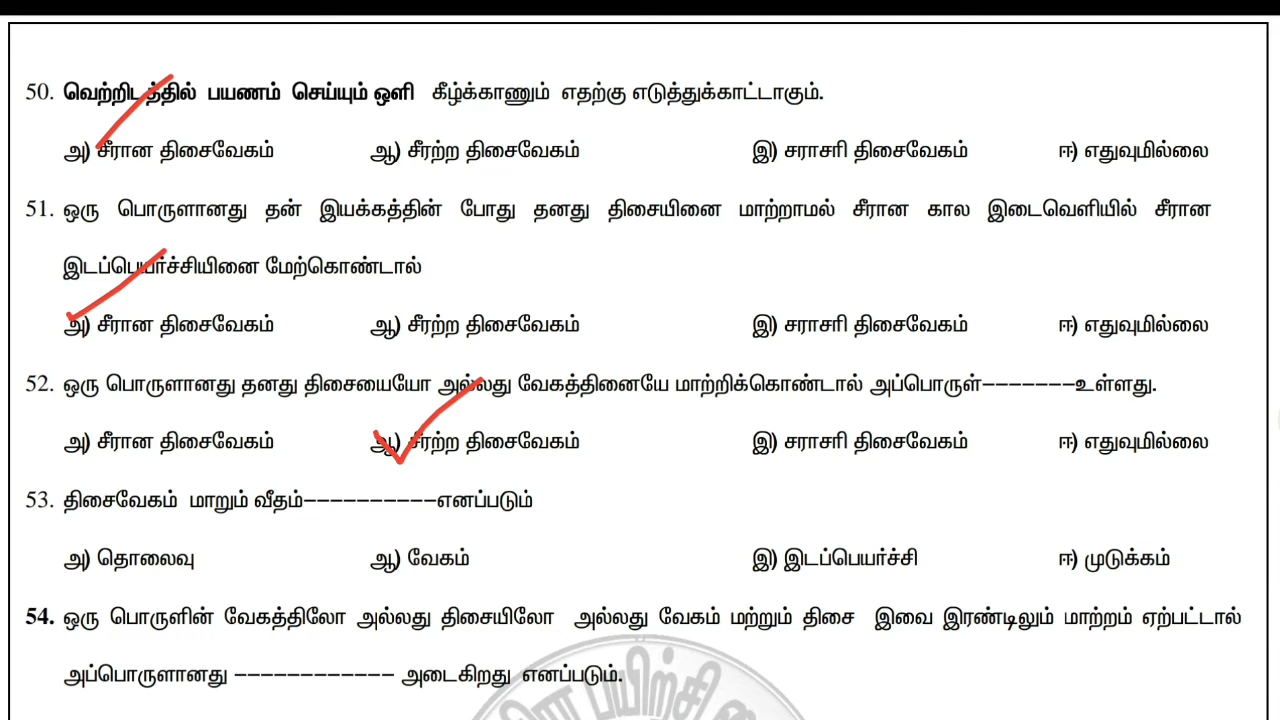 50. வெற்றிடத்தில் பயணம் செய்யும் ஒளி கீழ்க்காணும் எதற்கு எடுத்துக்காட்டாகும்.
அ) சீரான திசைவேகம் ஆ) சீரற்ற திசைவேகம் இ) சராசரி திசைவேகம் ஈ) எதுவுமில்லை
51. ஒரு பொருளானது தன் இயக்கத்தின் போது தனது திசையினை மாற்றாமல் சீரான கால இடைவெளியில் சீரான
இடப்பெயர்ச்சியினை மேற்கொண்டால்
அ) சீரான திசைவேகம் ஆ) சீரற்ற திசைவேகம் இ) சராசரி திசைவேகம் ஈ) எதுவுமில்லை
52. ஒரு பொருளானது தனது திசையையோ அல்லது வேகத்தினையே மாற்றிக்கொண்டால் அப்பொருள்-------உள்ளது.
அ) சீரான திசைவேகம் ஆ) சீரற்ற திசைவேகம் இ) சராசரி திசைவேகம் ஈ) எதுவுமில்லை
53. திசைவேகம் மாறும் வீதம்----------எனப்படும்
அ) தொலைவு ஆ) வேகம் இ) இடப்பெயர்ச்சி ஈ) முடுக்கம்
54. ஒரு பொருளின் வேகத்திலோ அல்லது திசையிலோ அல்லது வேகம் மற்றும் திசை இவை இரண்டிலும் மாற்றம் ஏற்பட்டால்
அப்பொருளானது ------------ அடைகிறது எனப்படும்.
பயிற்சி